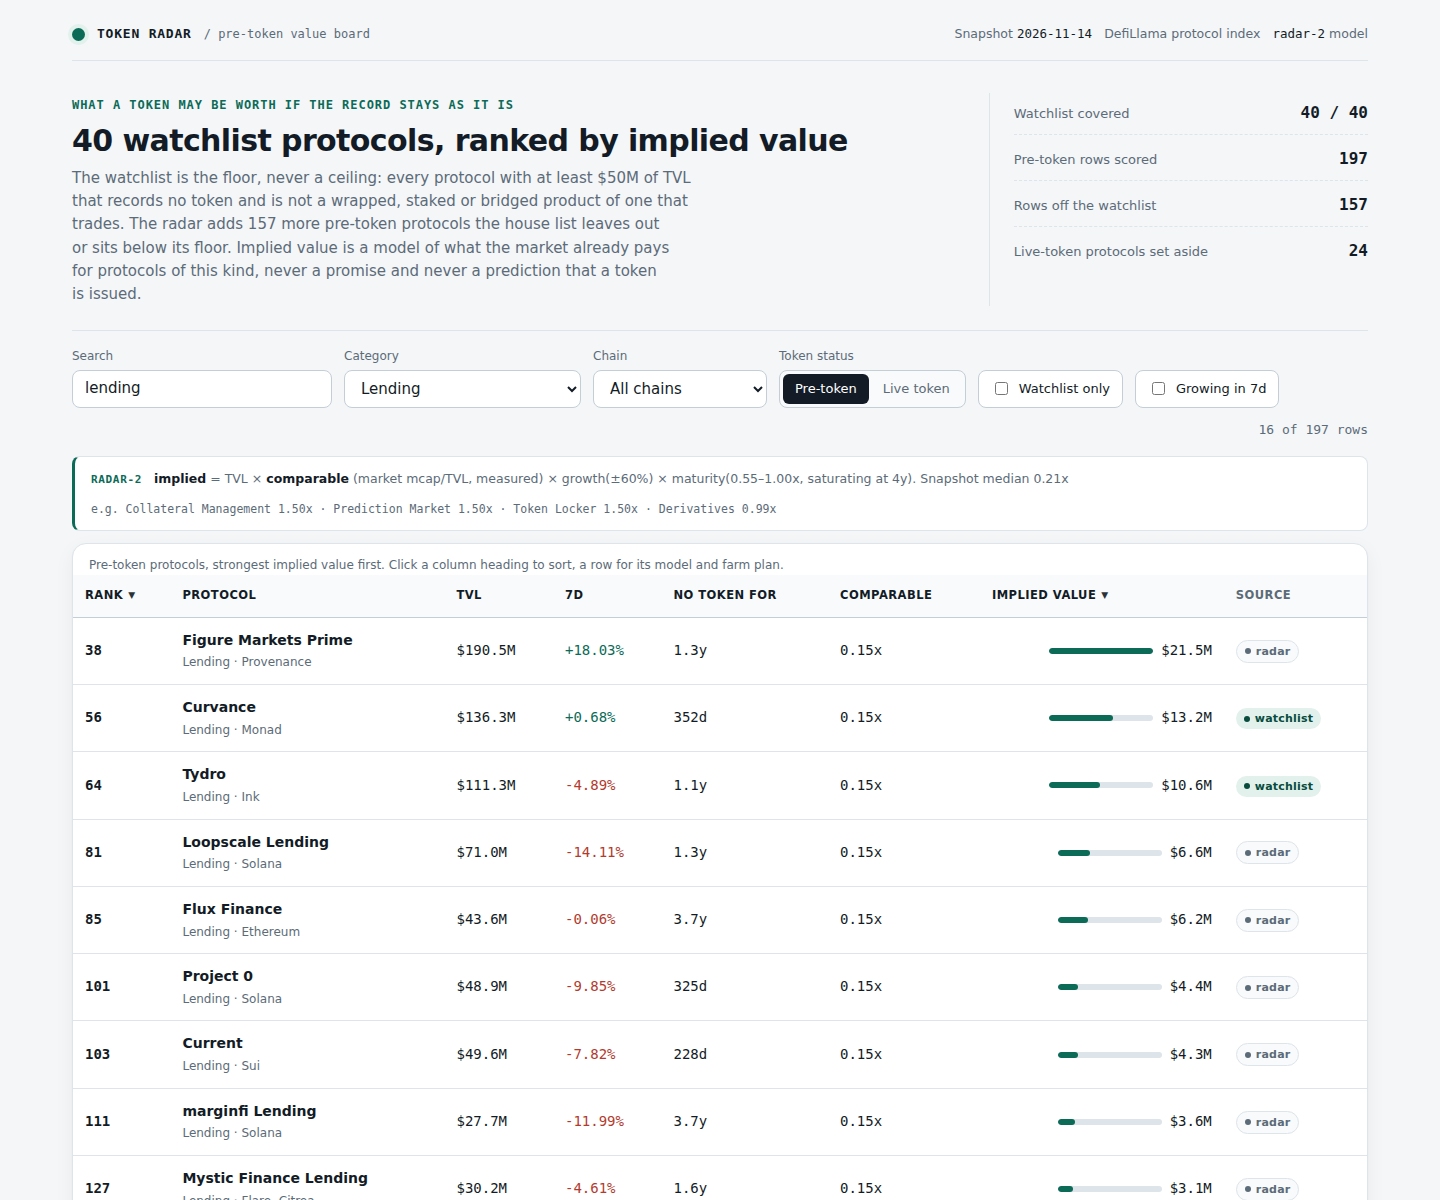 TOKEN RADAR / pre-token value board
Snapshot 2026-11-14 DefiLlama protocol index radar-2 model
WHAT A TOKEN MAY BE WORTH IF THE RECORD STAYS AS IT IS
40 watchlist protocols, ranked by implied value
The watchlist is the floor, never a ceiling: every protocol with at least $50M of TVL
that records no token and is not a wrapped, staked or bridged product of one that
trades. The radar adds 157 more pre-token protocols the house list leaves out
or sits below its floor. Implied value is a model of what the market already pays
for protocols of this kind, never a promise and never a prediction that a token
is issued.
Watchlist covered 40 / 40
Pre-token rows scored 197
Rows off the watchlist 157
Live-token protocols set aside 24
Search Category Chain Token status
lending Lending All chains Pre-token Live token Watchlist only Growing in 7d
16 of 197 rows
RADAR-2 implied = TVL × comparable (market mcap/TVL, measured) × growth(±60%) × maturity(0.55–1.00x, saturating at 4y). Snapshot median 0.21x
e.g. Collateral Management 1.50x · Prediction Market 1.50x · Token Locker 1.50x · Derivatives 0.99x
Pre-token protocols, strongest implied value first. Click a column heading to sort, a row for its model and farm plan.
RANK ▼ PROTOCOL TVL 7D NO TOKEN FOR COMPARABLE IMPLIED VALUE ▼ SOURCE
38 Figure Markets Prime $190.5M +18.03% 1.3y 0.15x $21.5M radar
Lending · Provenance
56 Curvance $136.3M +0.68% 352d 0.15x $13.2M watchlist
Lending · Monad
64 Tydro $111.3M -4.89% 1.1y 0.15x $10.6M watchlist
Lending · Ink
81 Loopscale Lending $71.0M -14.11% 1.3y 0.15x $6.6M radar
Lending · Solana
85 Flux Finance $43.6M -0.06% 3.7y 0.15x $6.2M radar
Lending · Ethereum
101 Project 0 $48.9M -9.85% 325d 0.15x $4.4M radar
Lending · Solana
103 Current $49.6M -7.82% 228d 0.15x $4.3M radar
Lending · Sui
111 marginfi Lending $27.7M -11.99% 3.7y 0.15x $3.6M radar
Lending · Solana
127 Mystic Finance Lending $30.2M -4.61% 1.6y 0.15x $3.1M radar
Lending · Flare, Citrea